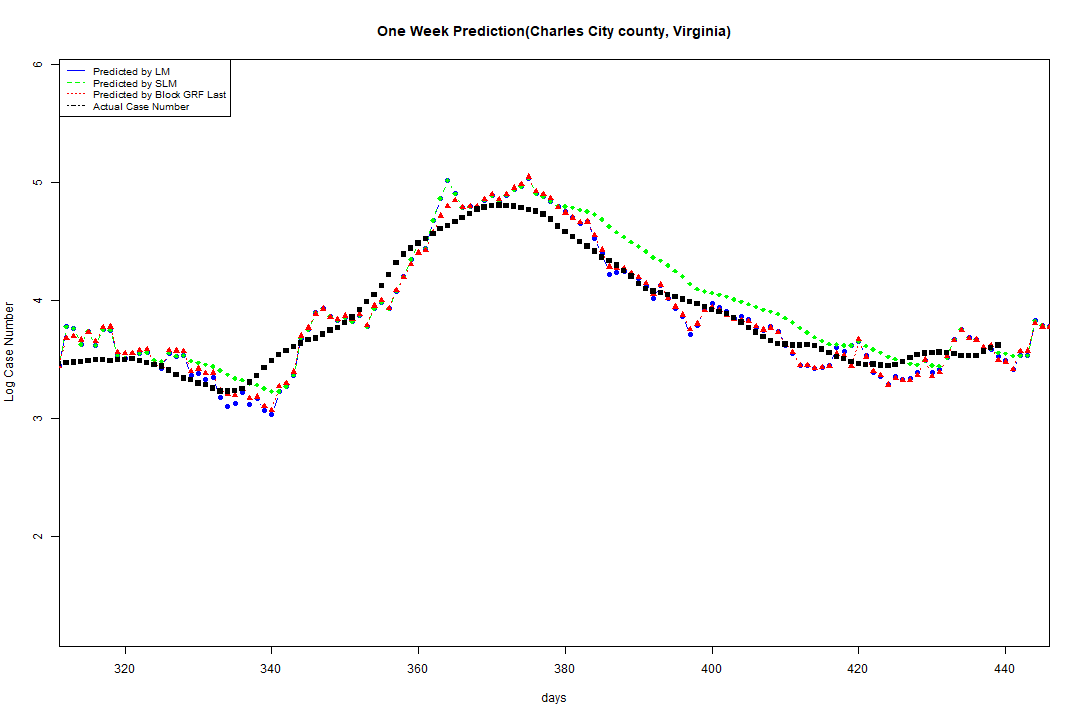 One Week Prediction(Charles City county, Virginia)
Predicted by LM
Predicted by SLM
Predicted by Block GRF Last
Actual Case Number
6
5
4
3
2
Log Case Number
320 340 360 380 400 420 440
days